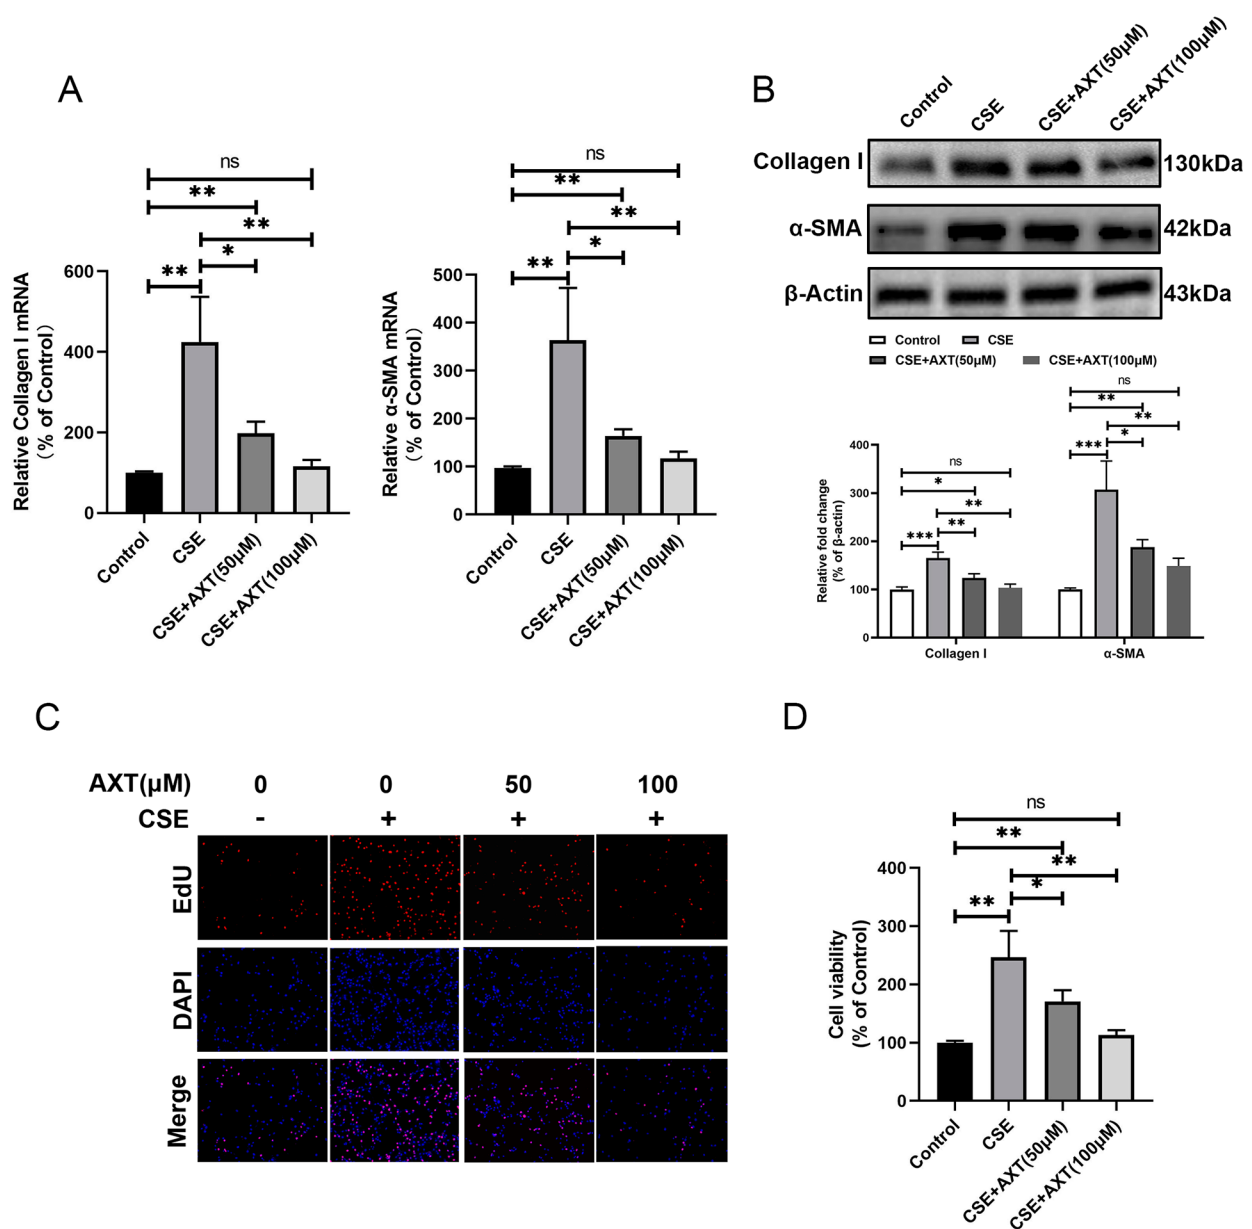 A
ns
**
**
*
**
600
400
200
0
Relative Collagen I mRNA
(% of Control)
Control
CSE
CSE+AXT(50μM)
CSE+AXT(100μM)
ns
**
**
*
**
500
400
300
200
100
0
Relative α-SMA mRNA
(% of Control)
Control
CSE
CSE+AXT(50μM)
CSE+AXT(100μM)
B
Control
CSE
CSE+AXT(50μM)
CSE+AXT(100μM)
Collagen I 130kDa
α-SMA 42kDa
β-Actin 43kDa
Control CSE
CSE+AXT(50μM) CSE+AXT(100μM)
400
300
200
100
0
Relative fold change
(% of β-actin)
ns
*
**
**
***
ns
**
**
*
***
Collagen I α-SMA
C
AXT(μM) 0 0 50 100
CSE - + + +
EdU
DAPI
Merge
D
ns
**
**
*
**
400
300
200
100
0
Cell viability
(% of Control)
Control
CSE
CSE+AXT(50μM)
CSE+AXT(100μM)